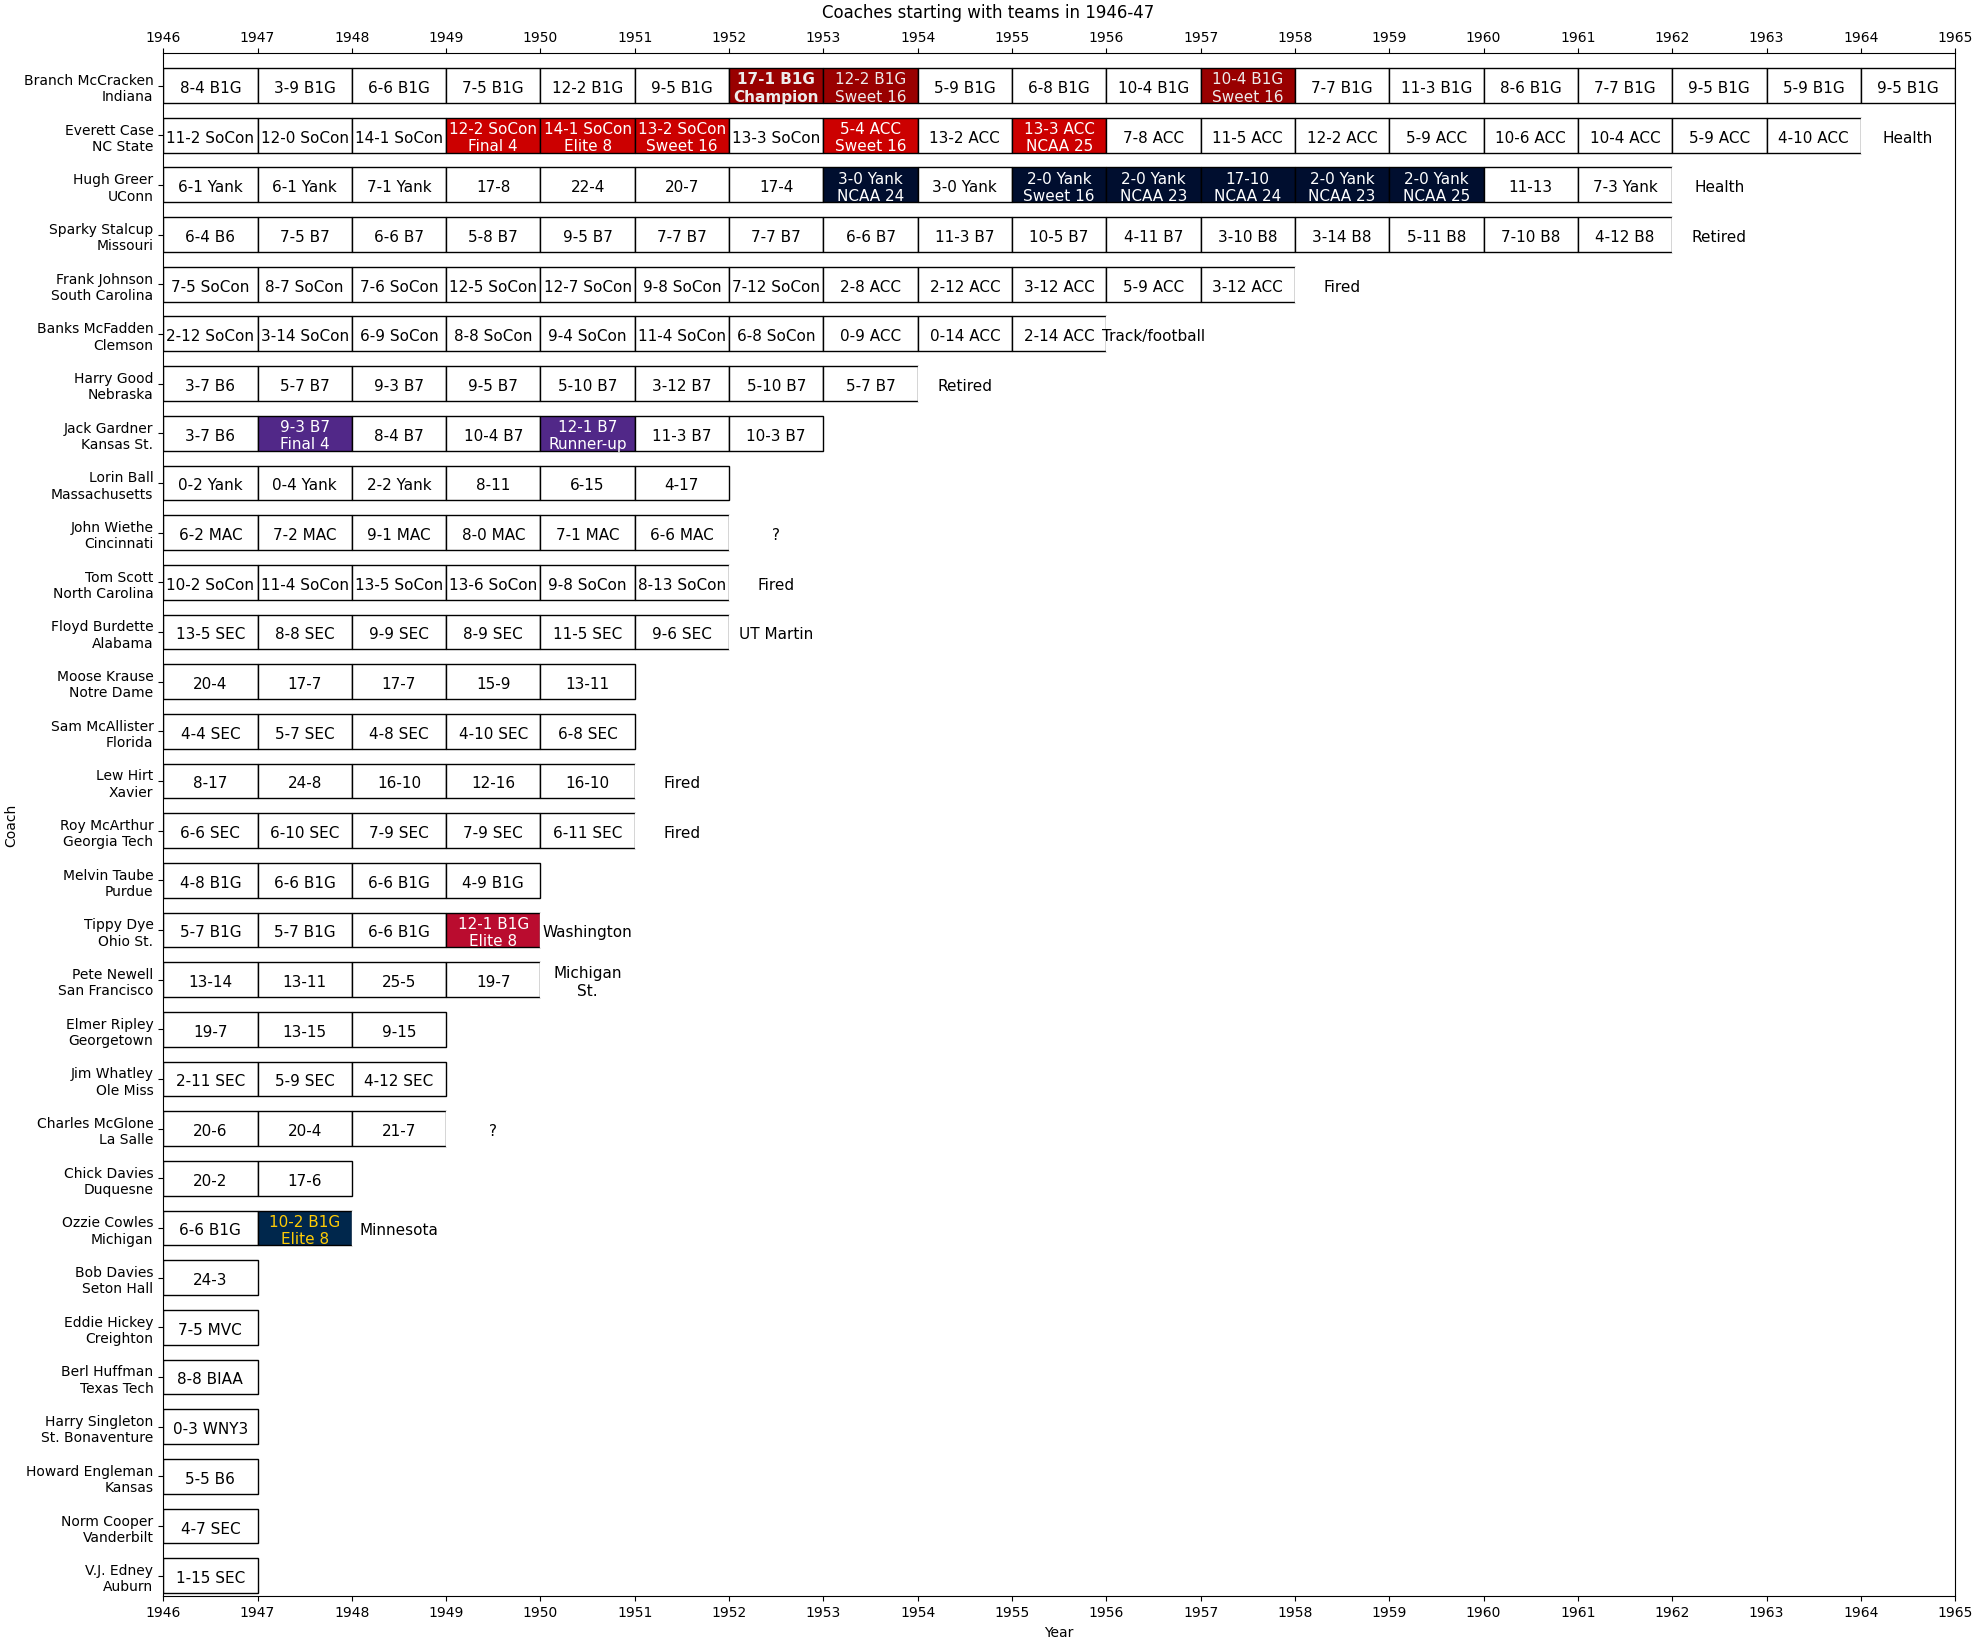 Coaches starting with teams in 1946-47
1946 1947 1948 1949 1950 1951 1952 1953 1954 1955 1956 1957 1958 1959 1960 1961 1962 1963 1964 1965
Branch McCracken
Indiana
8-4 B1G 3-9 B1G 6-6 B1G 7-5 B1G 12-2 B1G 9-5 B1G 17-1 B1G 12-2 B1G 5-9 B1G 6-8 B1G 10-4 B1G 10-4 B1G 7-7 B1G 11-3 B1G 8-6 B1G 7-7 B1G 9-5 B1G 5-9 B1G 9-5 B1G
Champion Sweet 16 Sweet 16
Everett Case
NC State
11-2 SoCon 12-0 SoCon 14-1 SoCon 12-2 SoCon 14-1 SoCon 13-2 SoCon 13-3 SoCon 5-4 ACC 13-2 ACC 13-3 ACC 7-8 ACC 11-5 ACC 12-2 ACC 5-9 ACC 10-6 ACC 10-4 ACC 5-9 ACC 4-10 ACC Health
Final 4 Elite 8 Sweet 16 Sweet 16 NCAA 25
Hugh Greer
UConn
6-1 Yank 6-1 Yank 7-1 Yank 17-8 22-4 20-7 17-4 3-0 Yank 3-0 Yank 2-0 Yank 2-0 Yank 17-10 2-0 Yank 2-0 Yank 11-13 7-3 Yank Health
NCAA 24 Sweet 16 NCAA 23 NCAA 24 NCAA 23 NCAA 25
Sparky Stalcup
Missouri
6-4 B6 7-5 B7 6-6 B7 5-8 B7 9-5 B7 7-7 B7 7-7 B7 6-6 B7 11-3 B7 10-5 B7 4-11 B7 3-10 B8 3-14 B8 5-11 B8 7-10 B8 4-12 B8 Retired
Frank Johnson
South Carolina
7-5 SoCon 8-7 SoCon 7-6 SoCon 12-5 SoCon 12-7 SoCon 9-8 SoCon 7-12 SoCon 2-8 ACC 2-12 ACC 3-12 ACC 5-9 ACC 3-12 ACC Fired
Banks McFadden
Clemson
2-12 SoCon 3-14 SoCon 6-9 SoCon 8-8 SoCon 9-4 SoCon 11-4 SoCon 6-8 SoCon 0-9 ACC 0-14 ACC 2-14 ACC Track/football
Harry Good
Nebraska
3-7 B6 5-7 B7 9-3 B7 9-5 B7 5-10 B7 3-12 B7 5-10 B7 5-7 B7 Retired
Jack Gardner
Kansas St.
3-7 B6 9-3 B7 8-4 B7 10-4 B7 12-1 B7 11-3 B7 10-3 B7
Final 4 Runner-up
Lorin Ball
Massachusetts
0-2 Yank 0-4 Yank 2-2 Yank 8-11 6-15 4-17
John Wiethe
Cincinnati
6-2 MAC 7-2 MAC 9-1 MAC 8-0 MAC 7-1 MAC 6-6 MAC ?
Tom Scott
North Carolina
10-2 SoCon 11-4 SoCon 13-5 SoCon 13-6 SoCon 9-8 SoCon 8-13 SoCon Fired
Floyd Burdette
Alabama
13-5 SEC 8-8 SEC 9-9 SEC 8-9 SEC 11-5 SEC 9-6 SEC UT Martin
Moose Krause
Notre Dame
20-4 17-7 17-7 15-9 13-11
Sam McAllister
Florida
4-4 SEC 5-7 SEC 4-8 SEC 4-10 SEC 6-8 SEC
Lew Hirt
Xavier
8-17 24-8 16-10 12-16 16-10 Fired
Roy McArthur
Georgia Tech
6-6 SEC 6-10 SEC 7-9 SEC 7-9 SEC 6-11 SEC Fired
Melvin Taube
Purdue
4-8 B1G 6-6 B1G 6-6 B1G 4-9 B1G
Tippy Dye
Ohio St.
5-7 B1G 5-7 B1G 6-6 B1G 12-1 B1G Washington
Elite 8
Pete Newell
San Francisco
13-14 13-11 25-5 19-7 Michigan
St.
Elmer Ripley
Georgetown
19-7 13-15 9-15
Jim Whatley
Ole Miss
2-11 SEC 5-9 SEC 4-12 SEC
Charles McGlone
La Salle
20-6 20-4 21-7 ?
Chick Davies
Duquesne
20-2 17-6
Ozzie Cowles
Michigan
6-6 B1G 10-2 B1G Minnesota
Elite 8
Bob Davies
Seton Hall
24-3
Eddie Hickey
Creighton
7-5 MVC
Berl Huffman
Texas Tech
8-8 BIAA
Harry Singleton
St. Bonaventure
0-3 WNY3
Howard Engleman
Kansas
5-5 B6
Norm Cooper
Vanderbilt
4-7 SEC
V.J. Edney
Auburn
1-15 SEC
Coach
1946 1947 1948 1949 1950 1951 1952 1953 1954 1955 1956 1957 1958 1959 1960 1961 1962 1963 1964 1965
Year